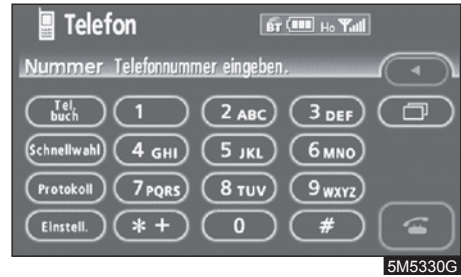 Telefon BT Ho
Nummer Telefonnummer eingeben.
Tel. buch 1 2 ABC 3 DEF
Schnellwahl 4 GHI 5 JKL 6 MNO
Protokoll 7 PQRS 8 TUV 9 WXYZ
Einstell. * + 0 #
5M5330G